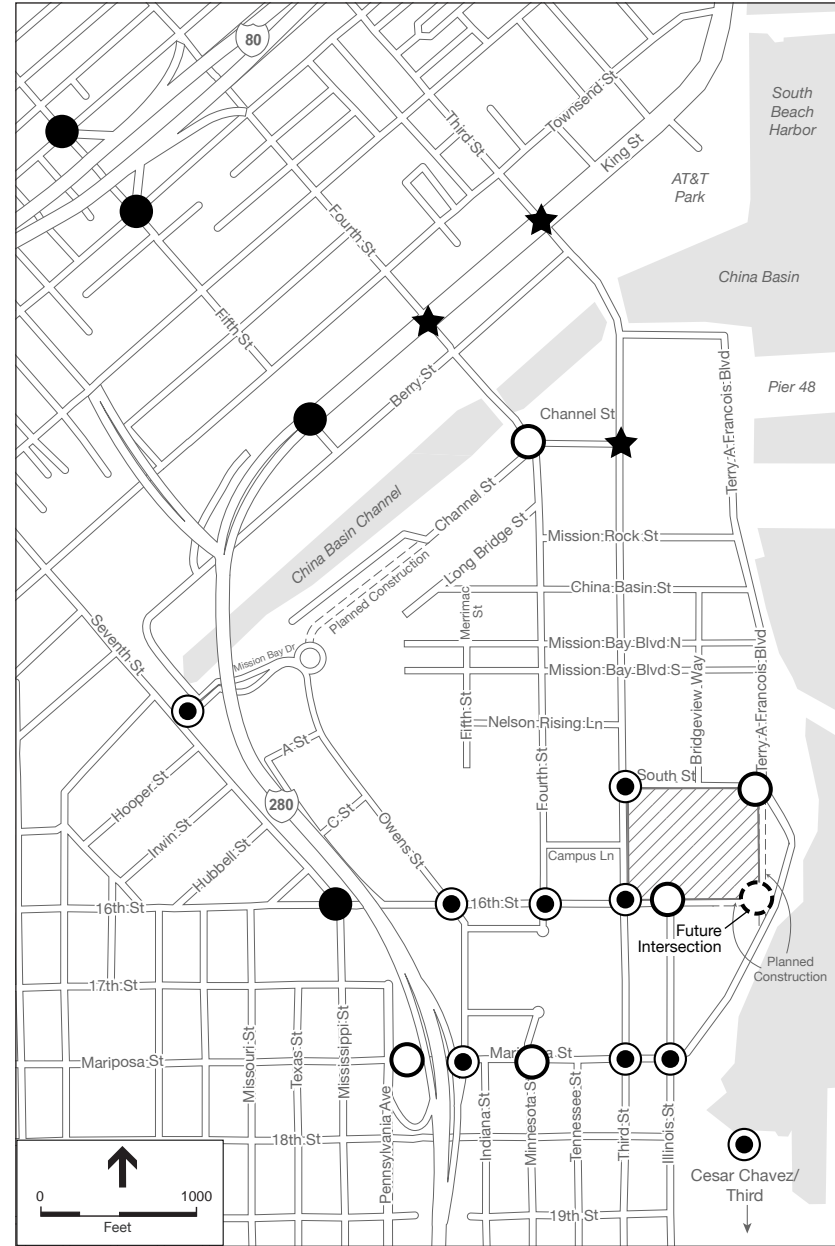 80
South
Beach
Harbor
Townsend St
Third St
King St
AT&T
Park
Fourth St
China Basin
Fifth St
Berry St
Terry A Francois Blvd
Pier 48
Channel St
China Basin Channel
Channel St
Mission Rock St
Long Bridge St
Planned Construction
China Basin St
Merrimac
St
Seventh St
Mission Bay Dr
Mission Bay Blvd N
Mission Bay Blvd S
Bridgeview Way
Terry A Francois Blvd
Fifth St
Nelson Rising Ln
A St
Fourth St
South St
Hooper St
280
C St
Owens St
Irwin St
Hubbell St
Campus Ln
16th St
16th St
Future
Intersection
Planned
Construction
17th St
Mariposa St
Missouri St
Texas St
Mississippi St
Pennsylvania Ave
Indiana St
Minnesota St
Tennessee St
Third St
Illinois St
18th St
Cesar Chavez/
Third
19th St
0
1000
Feet